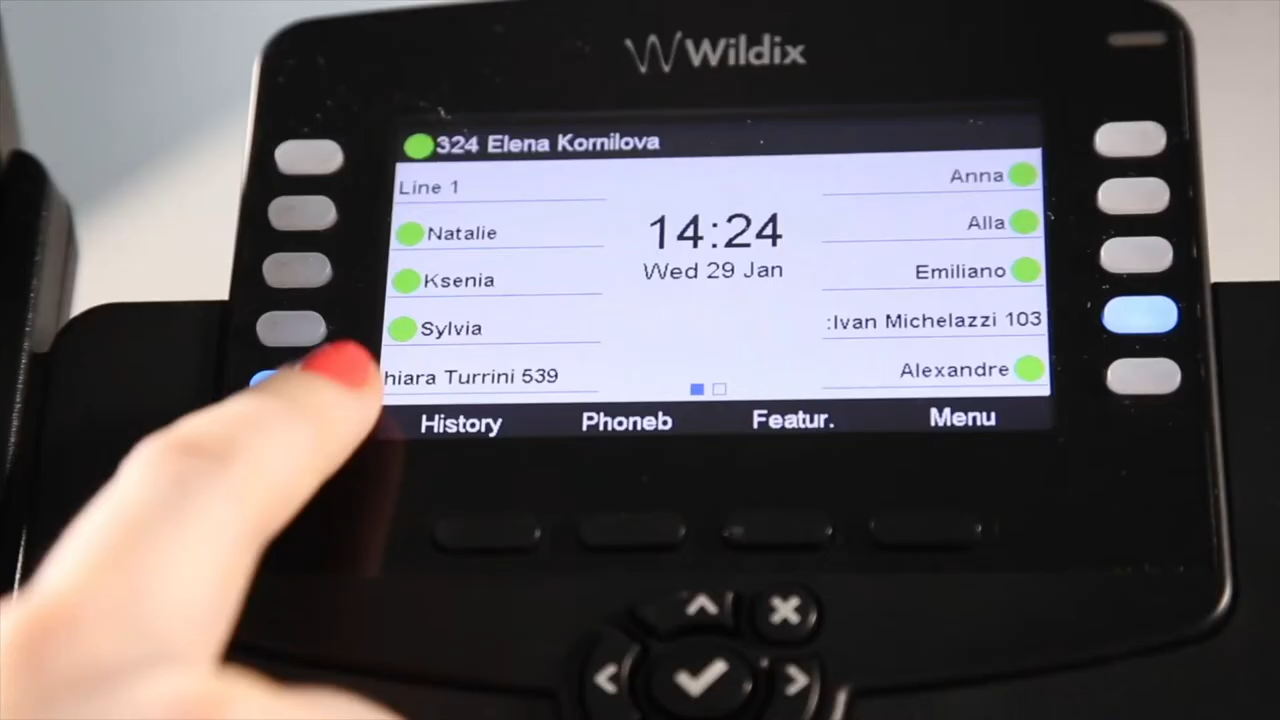 Wildix
324 Elena Kornilova
Line 1
Natalie
Ksenia
Sylvia
hiara Turrini 539
14:24
Wed 29 Jan
Anna
Alla
Emiliano
:Ivan Michelazzi 103
Alexandre
History Phoneb Featur. Menu